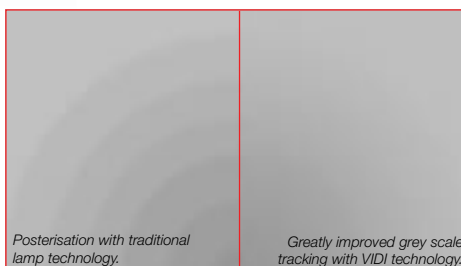 Posterisation with traditional
lamp technology.
Greatly improved grey scale
tracking with VIDI technology.